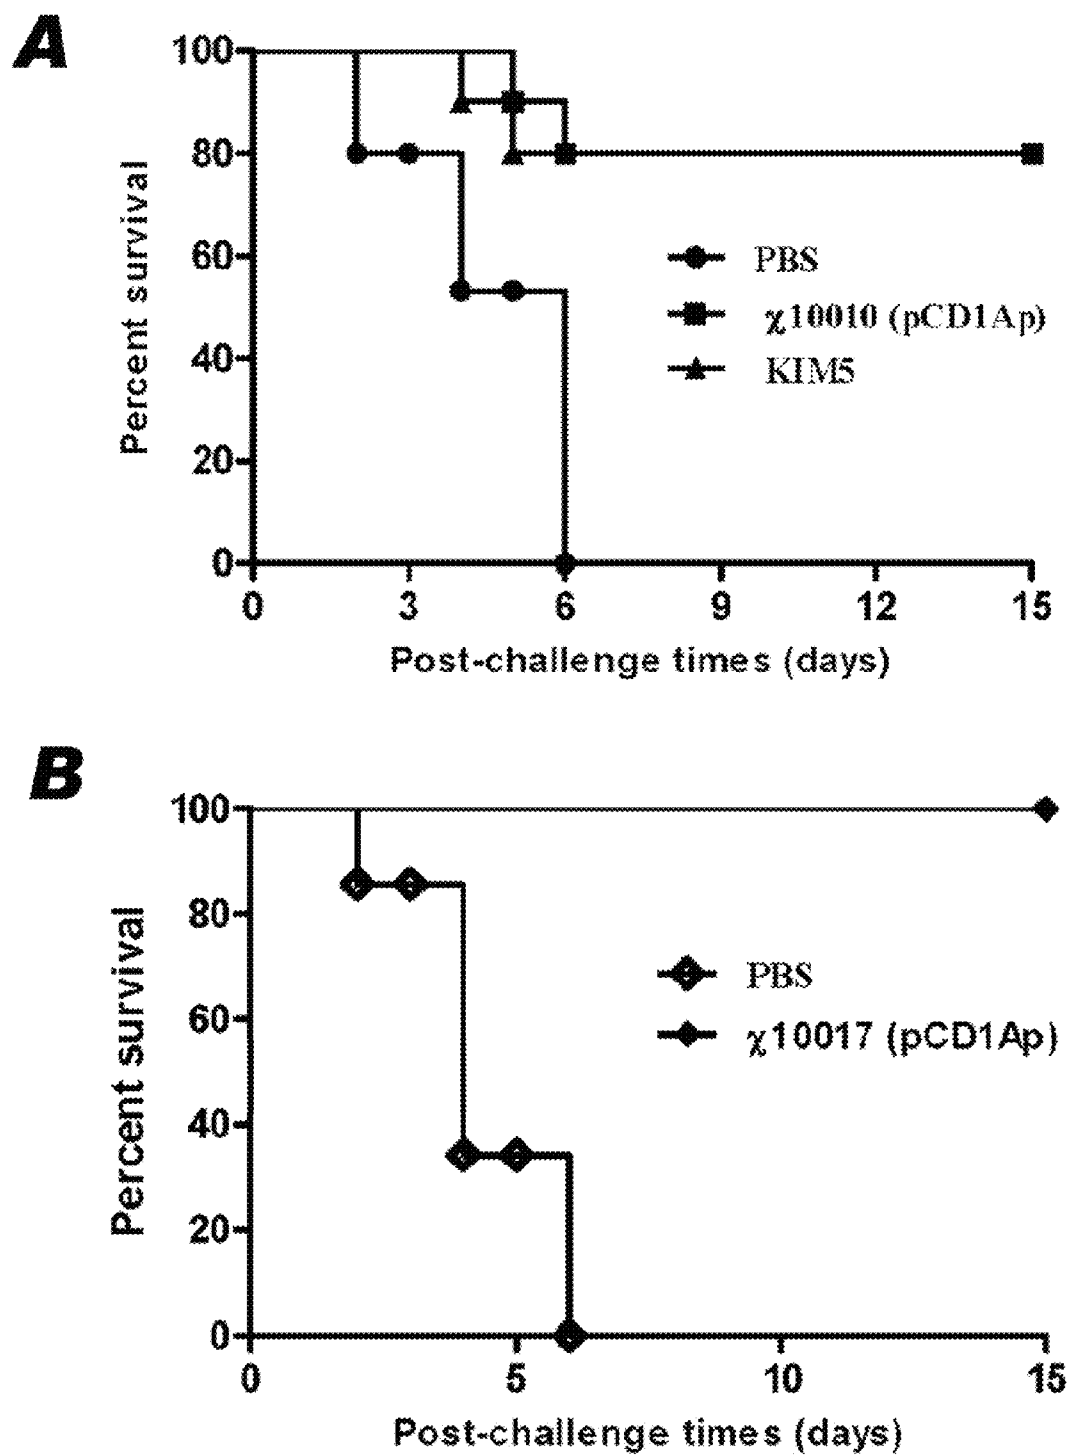 A
100
80
60
40
20
0
Percent survival
PBS
χ10010 (pCD1Ap)
KIM5
0 3 6 9 12 15
Post-challenge times (days)
B
100
80
60
40
20
0
Percent survival
PBS
χ10017 (pCD1Ap)
0 5 10 15
Post-challenge times (days)